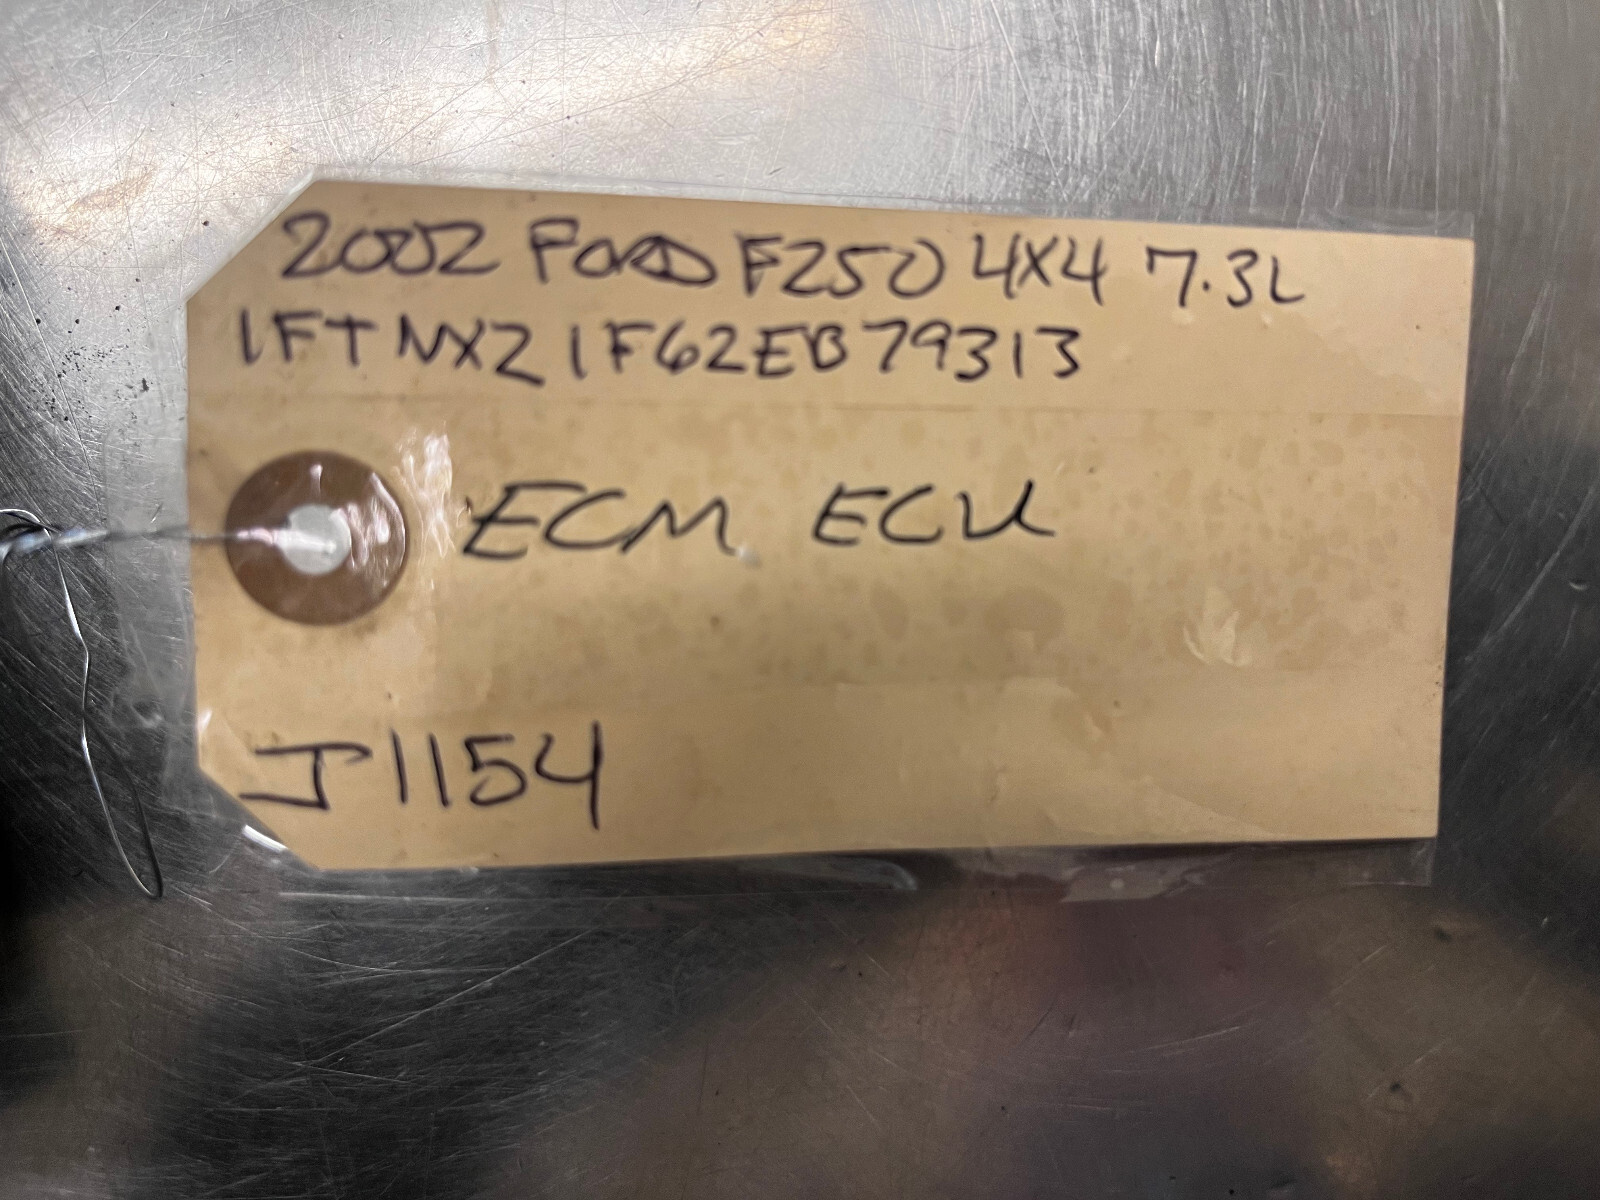 2002 FORD F250 4X4 7.3L
1FTNX21F62EB79313
ECM ECU
J1154